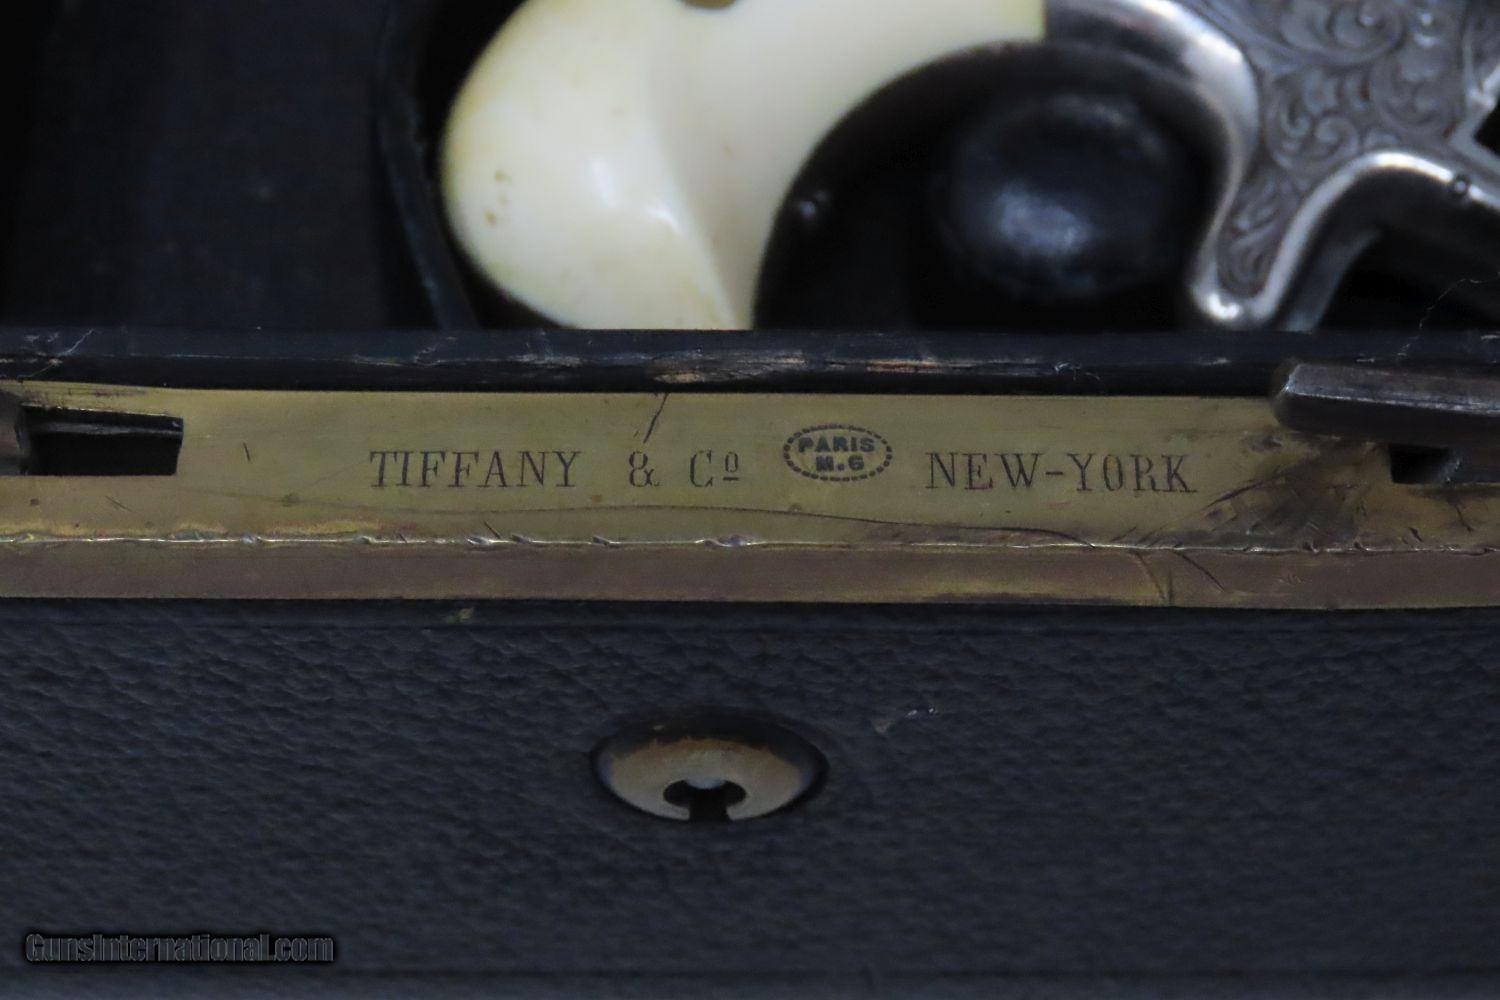 TIFFANY & Cº PARIS M.G NEW-YORK
GunsInternational.com